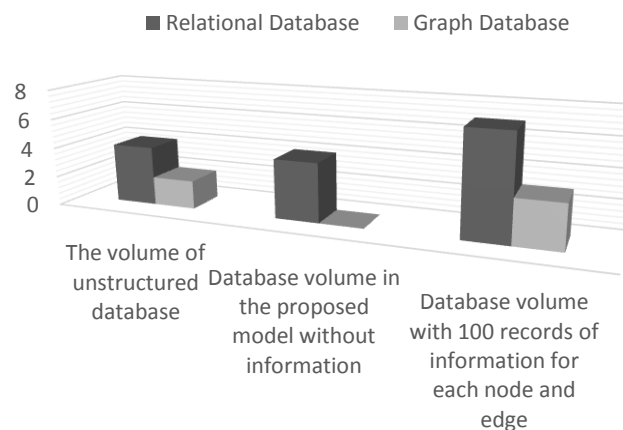 Relational Database Graph Database
8
6
4
2
0
The volume of
unstructured
database
Database volume in
the proposed
model without
information
Database volume
with 100 records of
information for
each node and
edge